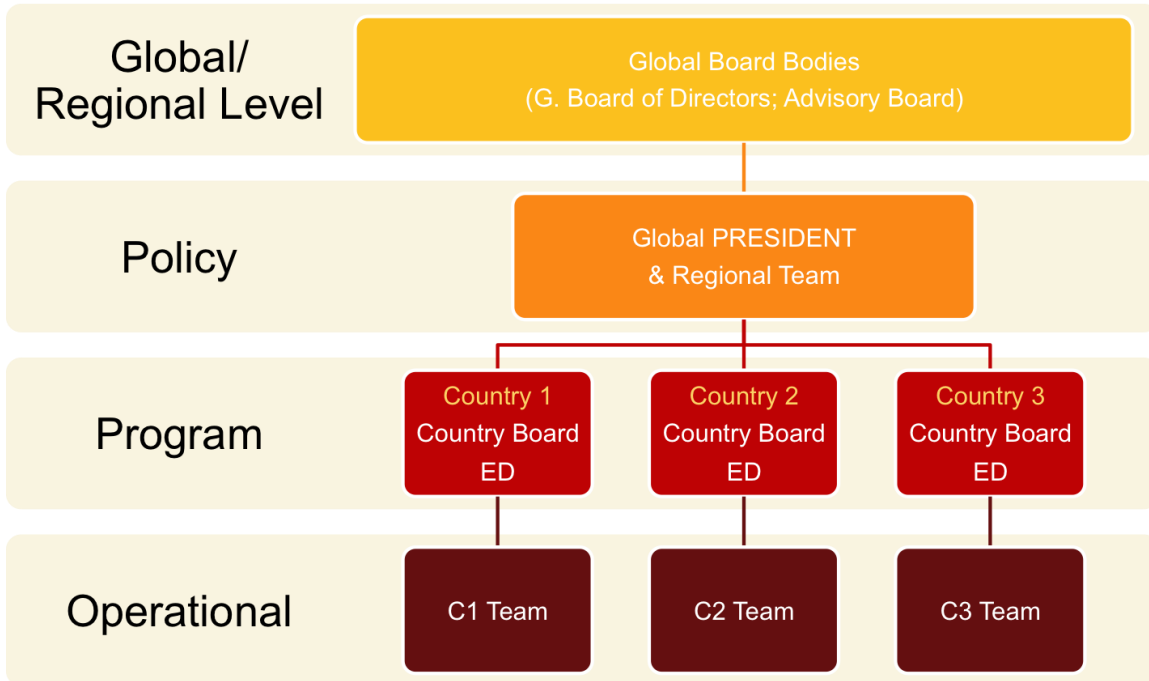 Global/
Regional Level
Global Board Bodies
(G. Board of Directors; Advisory Board)
Policy
Global PRESIDENT
& Regional Team
Program
Country 1
Country Board
ED
Country 2
Country Board
ED
Country 3
Country Board
ED
Operational
C1 Team
C2 Team
C3 Team